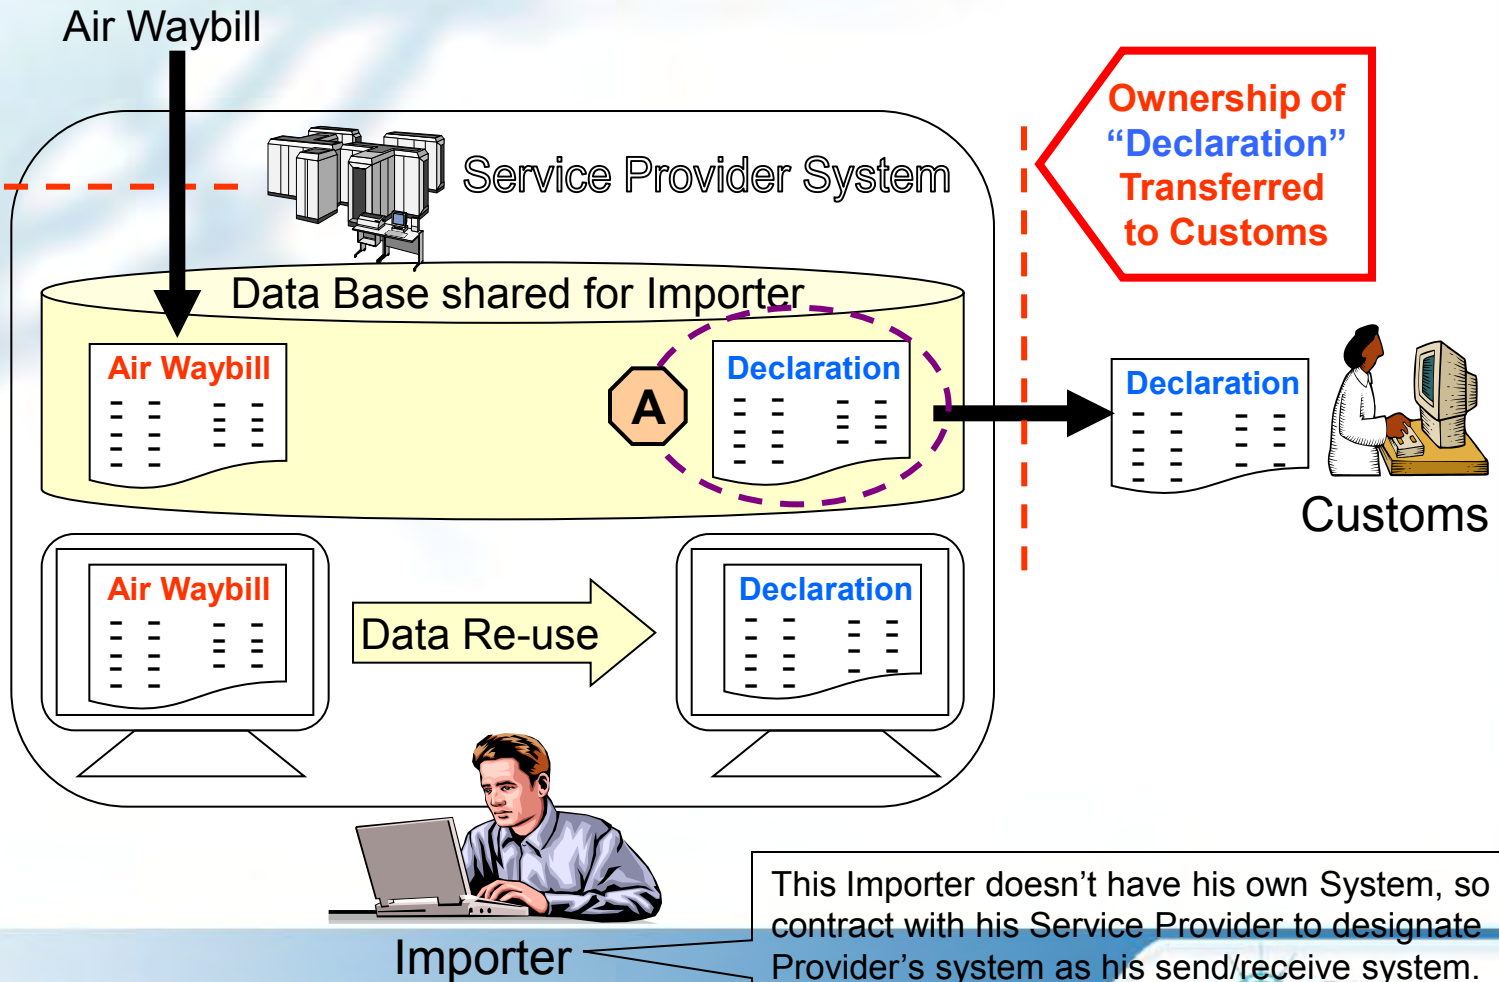 Air Waybill
Ownership of
“Declaration”
Transferred
to Customs
Service Provider System
Data Base shared for Importer
Air Waybill
A
Declaration
Declaration
Customs
Air Waybill
Data Re-use
Declaration
This Importer doesn’t have his own System, so
contract with his Service Provider to designate
Provider’s system as his send/receive system.
Importer